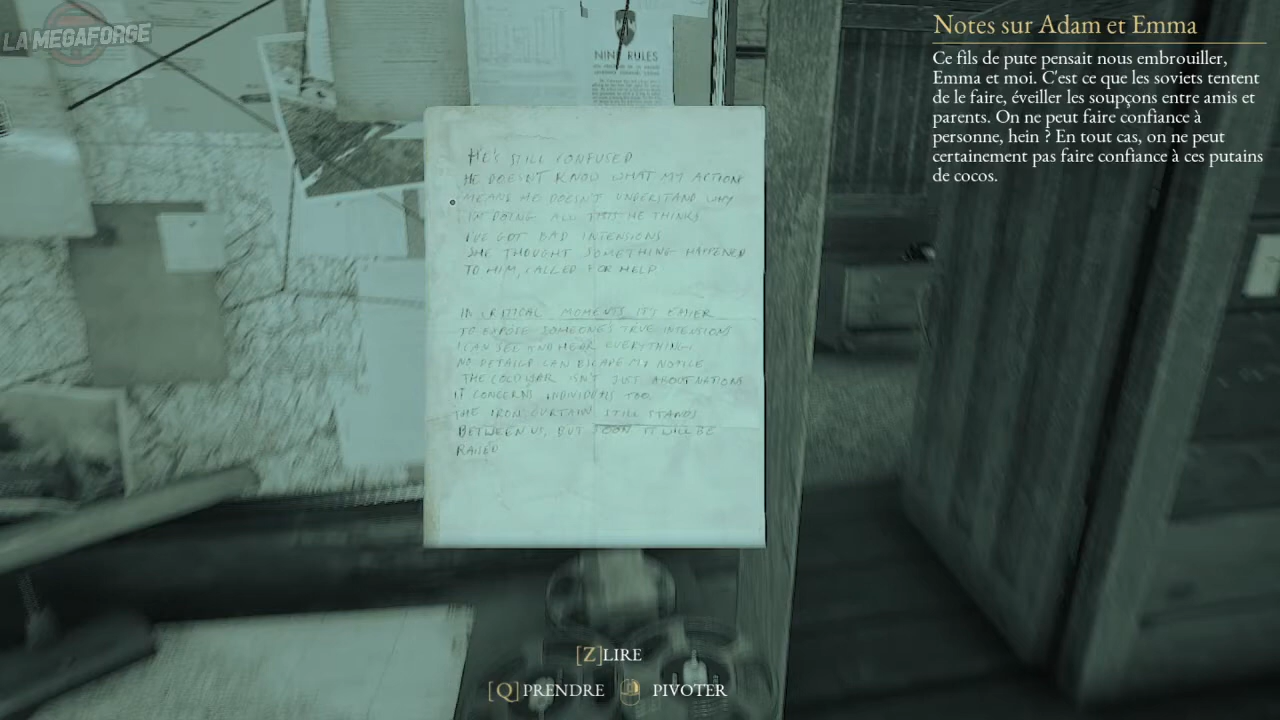 LA MEGAFORGE
NINE RULES
HE'S STILL CONFUSED
HE DOESN'T KNOW WHAT MY ACTIONS
MEANS HE DOESN'T UNDERSTAND WHY
I'M DOING ALL THIS HE THINKS
I'VE GOT BAD INTENSIONS
SHE THOUGHT SOMETHING HAPPENED
TO HIM, CALLED FOR HELP
IN CRITICAL MOMENTS IT'S EASIER
TO EXPOSE SOMEONE'S TRUE INTENSIONS
I CAN SEE AND HEAR EVERYTHING,
NO DETAILS CAN ESCAPE MY NOTICE
THE COLD WAR ISN'T JUST ABOUT NATIONS
IT CONCERNS INDIVIDUALS TOO.
THE IRON CURTAIN STILL STANDS
BETWEEN US, BUT SOON IT WILL BE
RAISED
Notes sur Adam et Emma
Ce fils de pute pensait nous embrouiller,
Emma et moi. C'est ce que les soviets tentent
de le faire, éveiller les soupçons entre amis et
parents. On ne peut faire confiance à
personne, hein ? En tout cas, on ne peut
certainement pas faire confiance à ces putains
de cocos.
[Z]LIRE
[Q]PRENDRE PIVOTER